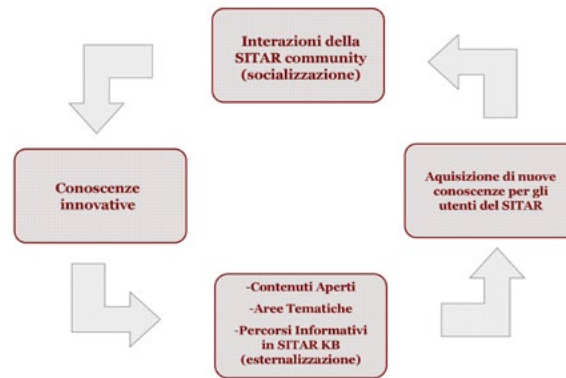 Interazioni della
SITAR community
(socializzazione)
Conoscenze
innovative
Aquisizione di nuove
conoscenze per gli
utenti del SITAR
-Contenuti Aperti
-Aree Tematiche
-Percorsi Informativi
in SITAR KB
(esternalizzazione)